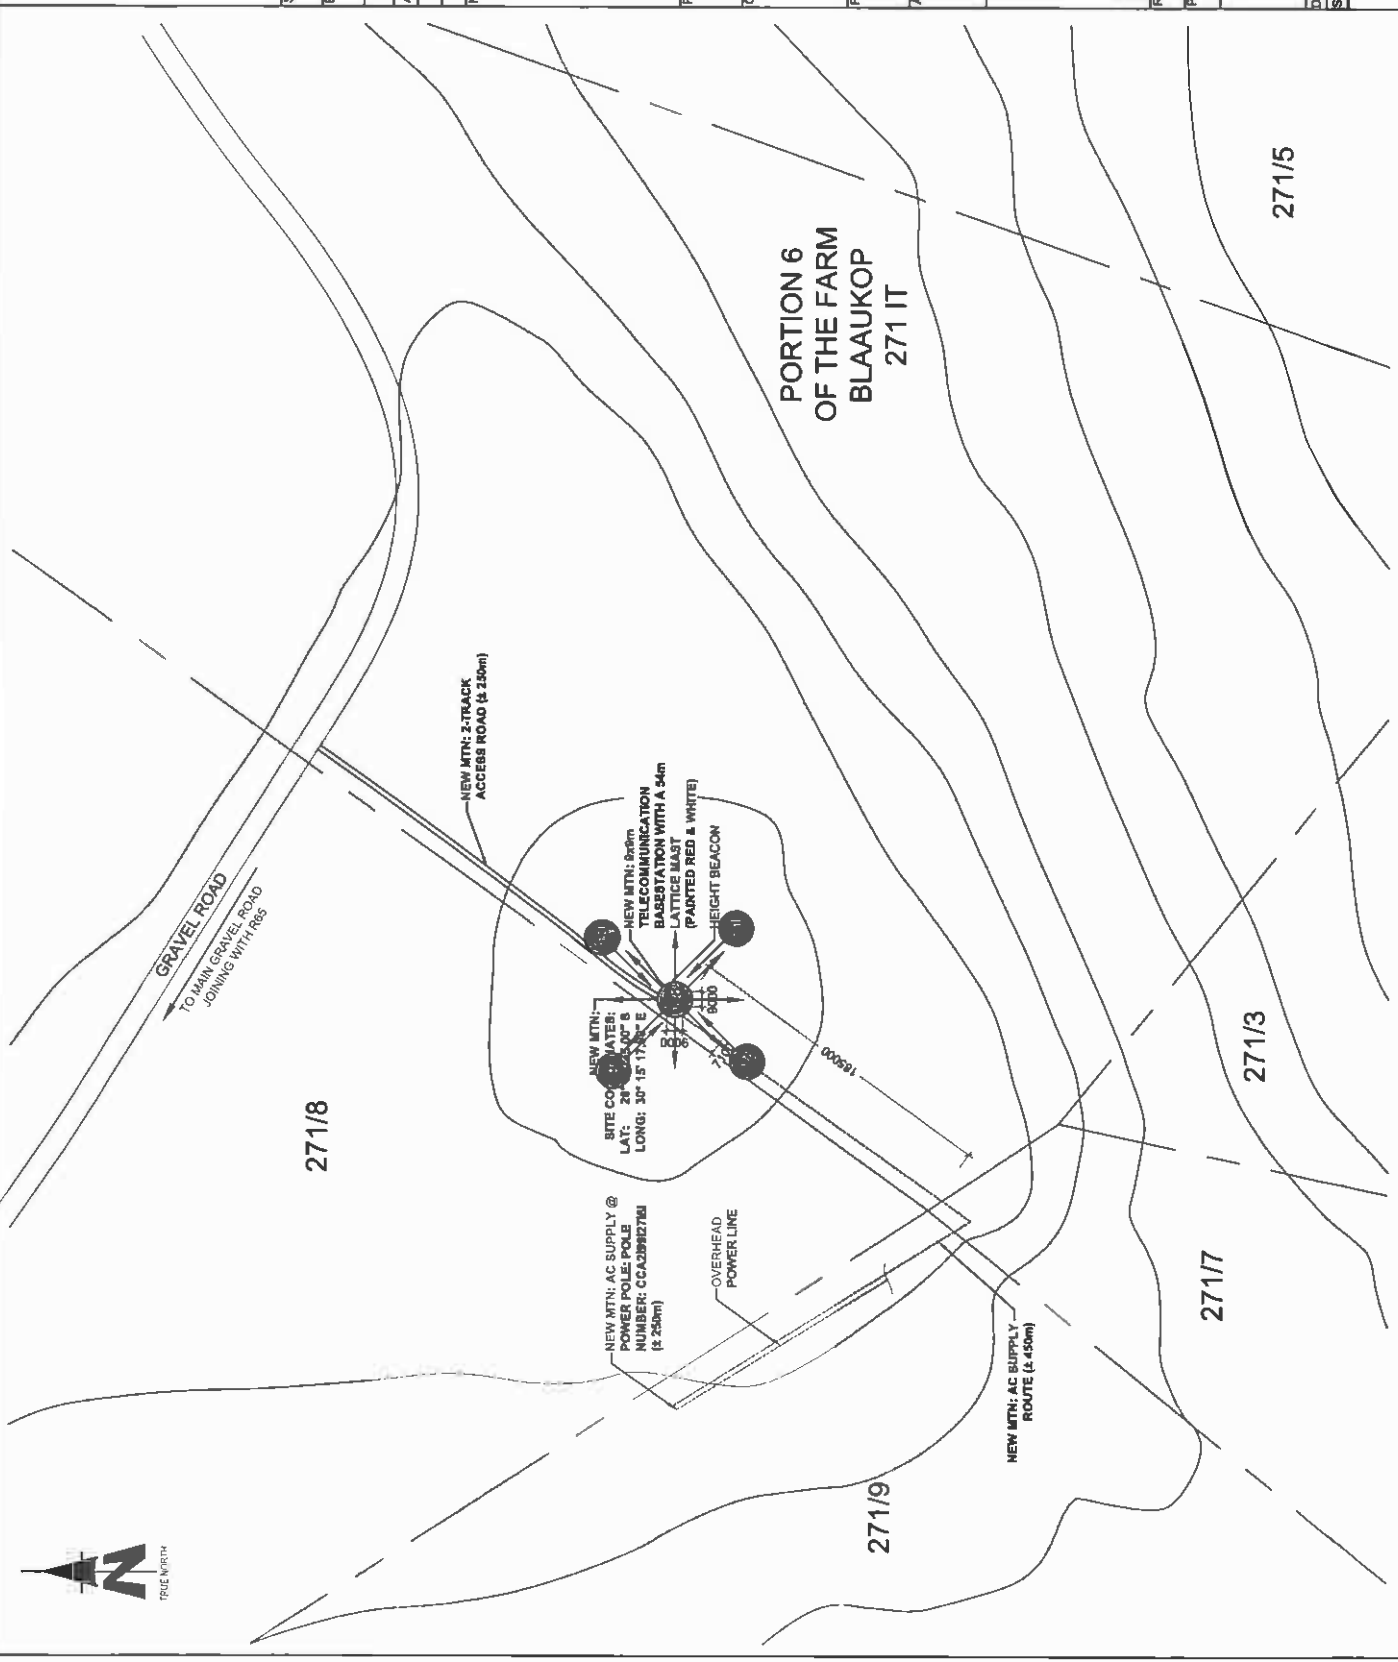 TRUE NORTH
N
GRAVEL ROAD
TO MAIN GRAVEL ROAD
JOINING WITH R65
271/8
NEW MTN: 2-TRACK
ACCESS ROAD (± 250m)
NEW MTN: 9x9m
TELECOMMUNICATION
BASESTATION WITH A 54m
LATTICE MAST
(PAINTED RED & WHITE)
HEIGHT BEACON
NEW MTN:
SITE
LAT:
LONG: 30° 15'
9000
9000
185000
NEW MTN: AC SUPPLY @
POWER POLE: POLE
NUMBER:
(± 250m)
OVERHEAD
POWER LINE
NEW MTN: AC SUPPLY
ROUTE (± 450m)
PORTION 6
OF THE FARM
BLAAUKOP
271 IT
271/5
271/3
271/7
271/9